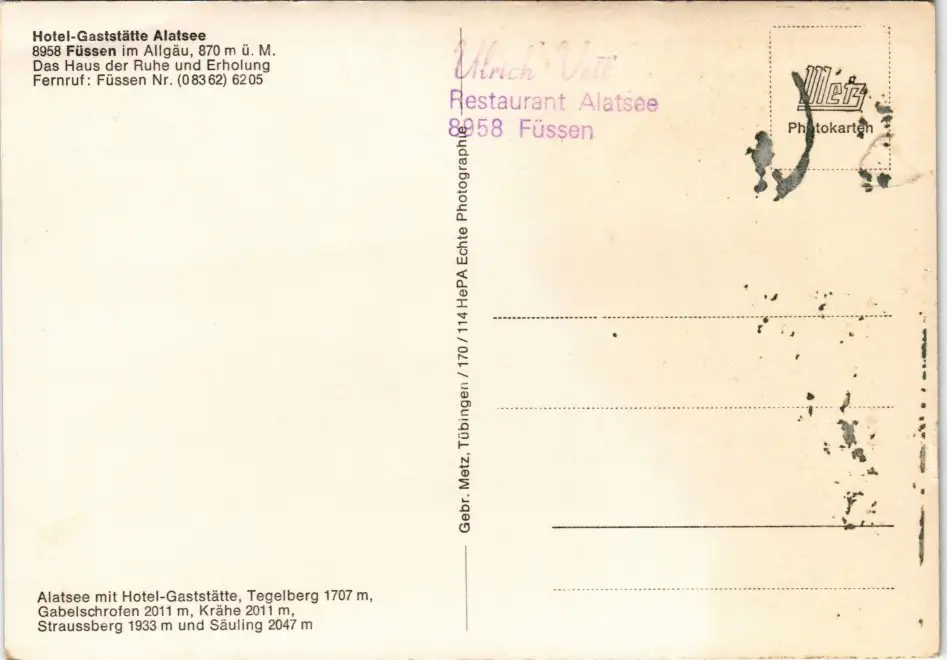 Hotel-Gaststätte Alatsee
8958 Füssen im Allgäu, 870 m ü. M.
Das Haus der Ruhe und Erholung
Fernruf: Füssen Nr. (08362) 6205
Ulrich
Restaurant Alatsee
8958 Füssen
Metz
Photokarten
Gebr. Metz, Tübingen / 170 / 114 HePA Echte Photographie
Alatsee mit Hotel-Gaststätte, Tegelberg 1707 m,
Gabelschrofen 2011 m, Krähe 2011 m,
Straussberg 1933 m und Säuling 2047 m